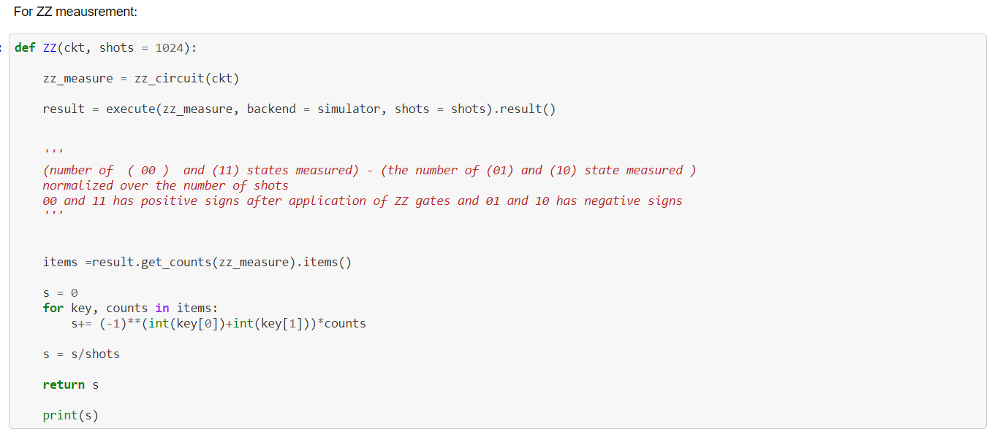 For ZZ meausrement:
def ZZ(ckt, shots = 1024):
zz_measure = zz_circuit(ckt)
result = execute(zz_measure, backend = simulator, shots = shots).result()
'''
(number of  ( 00 )  and (11) states measured) - (the number of (01) and (10) state measured )
normalized over the number of shots
00 and 11 has positive signs after application of ZZ gates and 01 and 10 has negative signs
'''
items =result.get_counts(zz_measure).items()
s = 0
for key, counts in items:
s+= (-1)**(int(key[0])+int(key[1]))*counts
s = s/shots
return s
print(s)